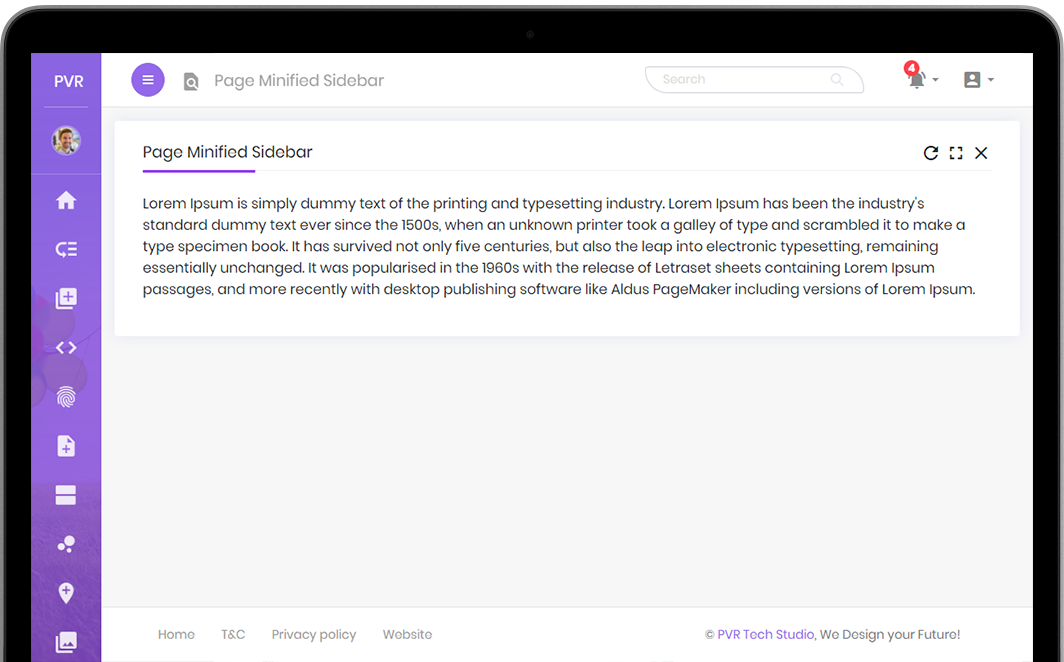 PVR
Page Minified Sidebar
Search
4
Page Minified Sidebar
Lorem Ipsum is simply dummy text of the printing and typesetting industry. Lorem Ipsum has been the industry's
standard dummy text ever since the 1500s, when an unknown printer took a galley of type and scrambled it to make a
type specimen book. It has survived not only five centuries, but also the leap into electronic typesetting, remaining
essentially unchanged. It was popularised in the 1960s with the release of Letraset sheets containing Lorem Ipsum
passages, and more recently with desktop publishing software like Aldus PageMaker including versions of Lorem Ipsum.
Home T&C Privacy policy Website
© PVR Tech Studio, We Design your Future!